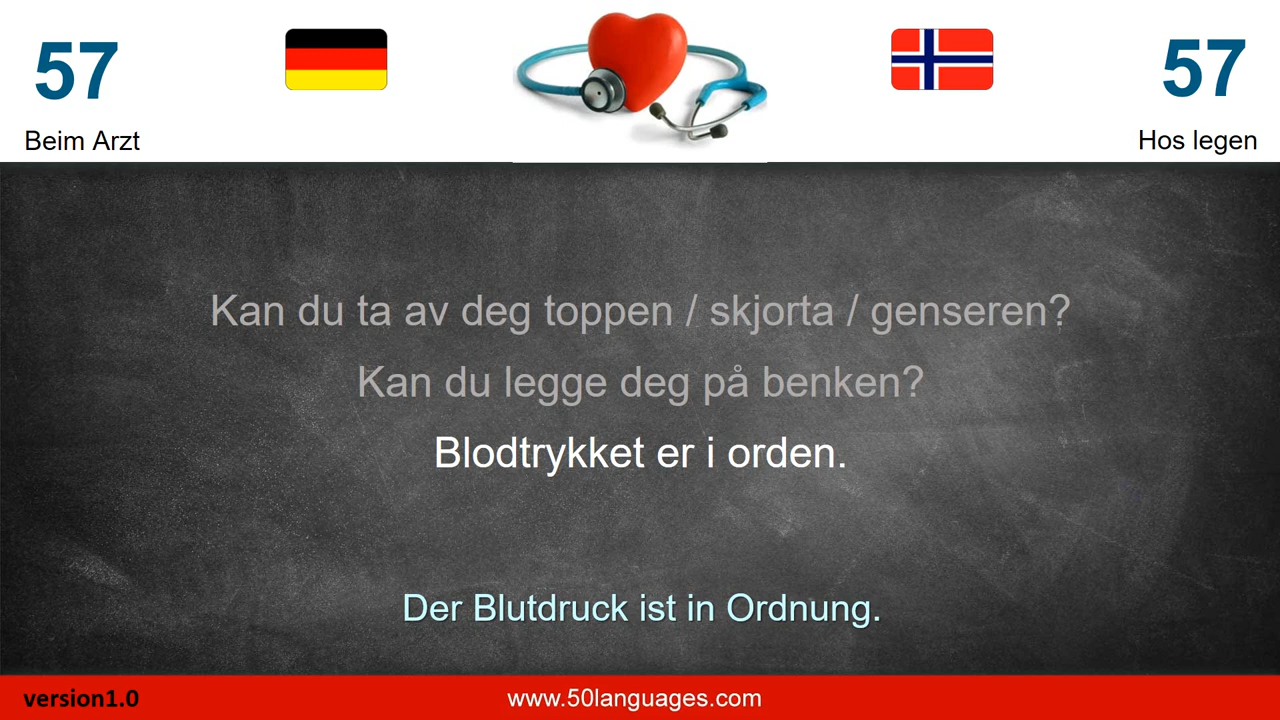 57
57
Beim Arzt
Hos legen
Kan du ta av deg toppen / skjorta / genseren?
Kan du legge deg på benken?
Blodtrykket er i orden.
Der Blutdruck ist in Ordnung.
version1.0
www.50languages.com